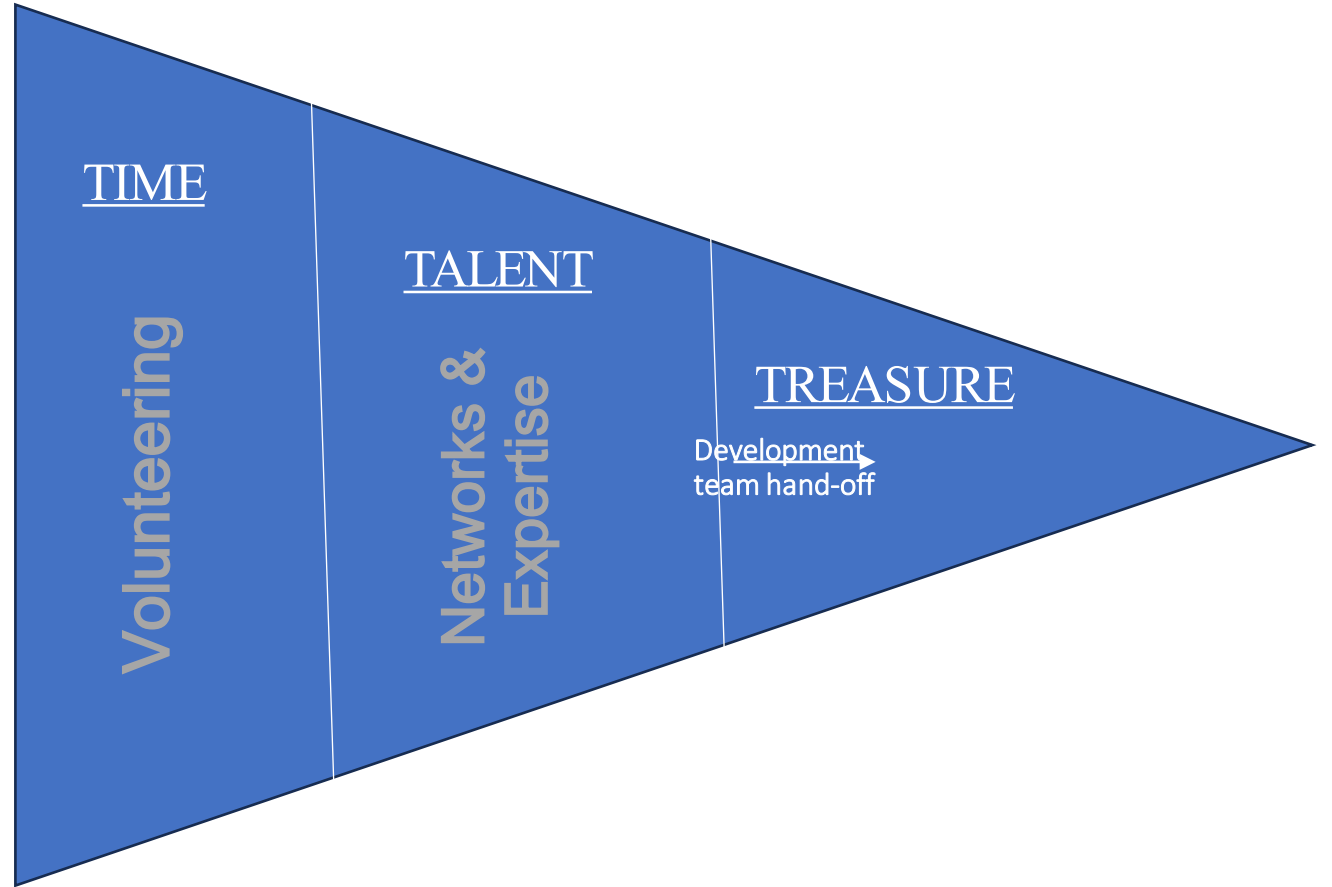 TIME
Volunteering
TALENT
Networks &
Expertise
TREASURE
Development
team hand-off